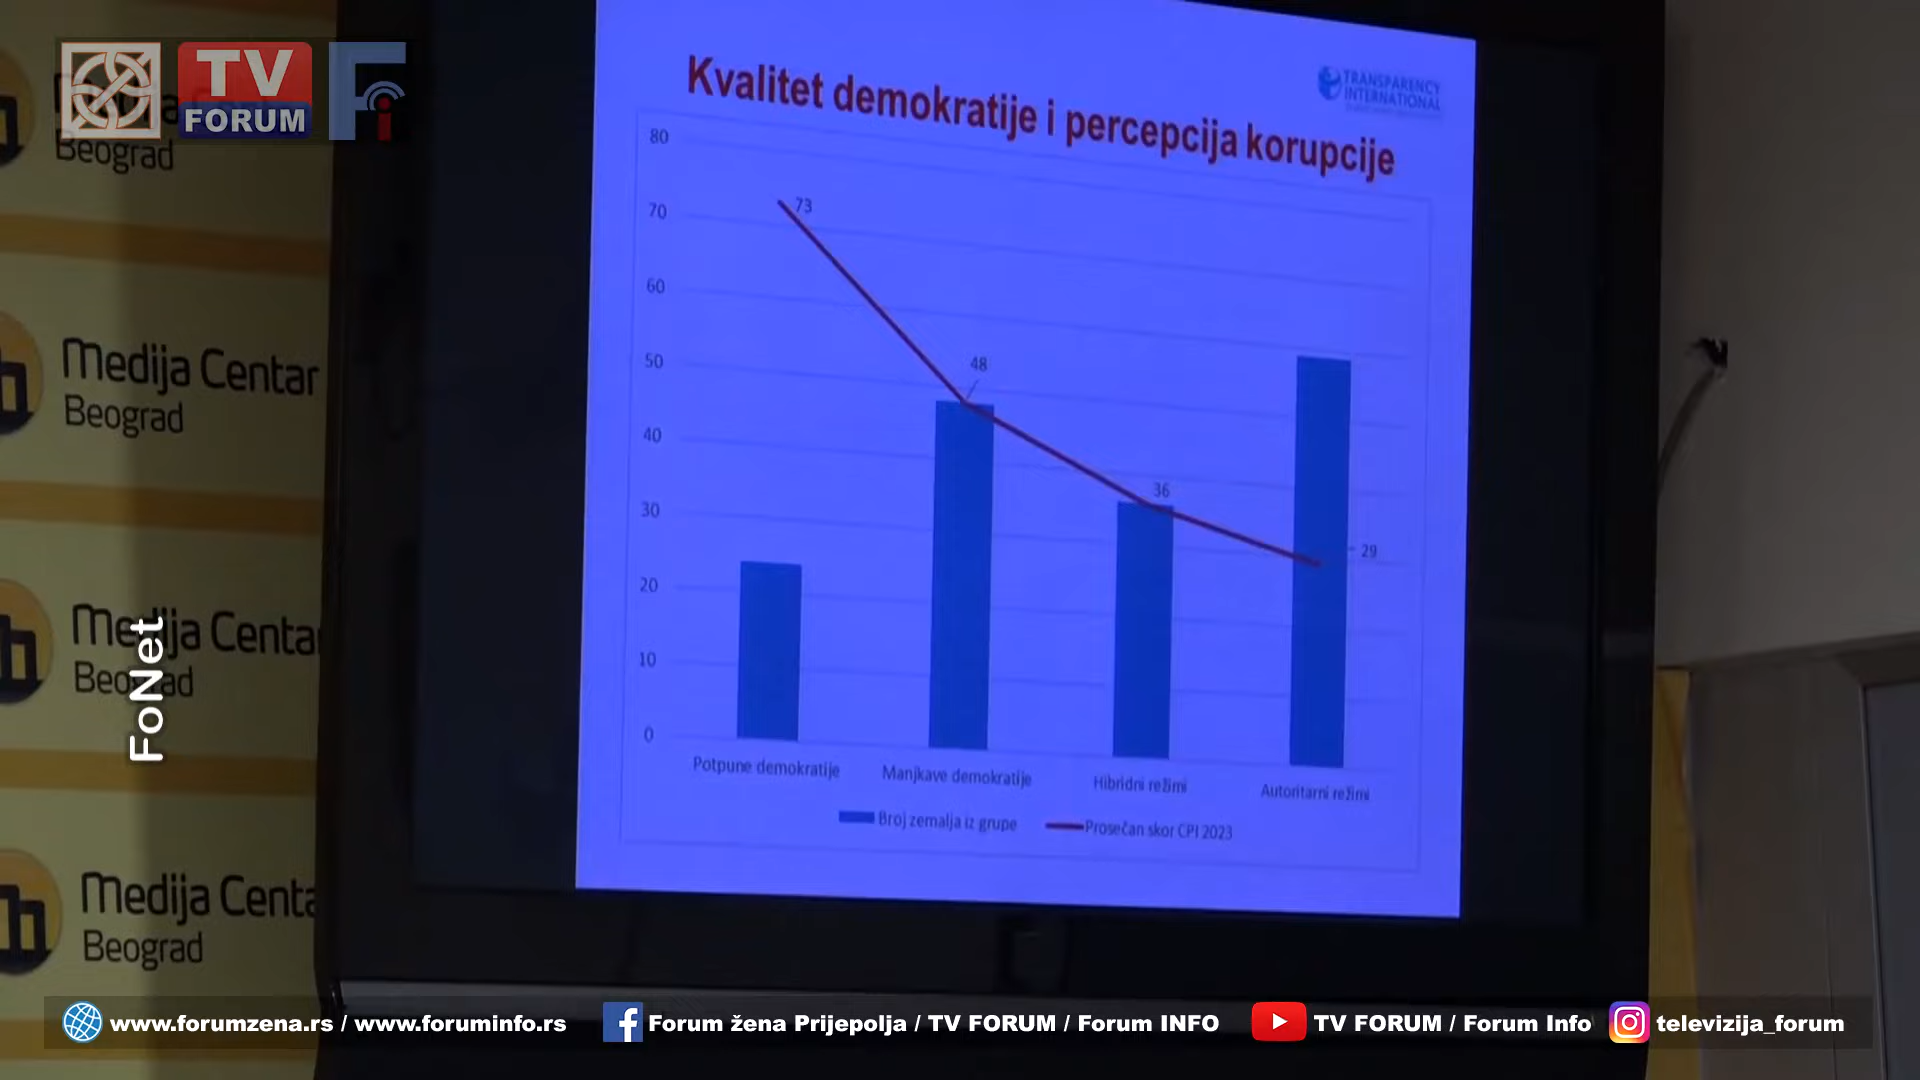 TV
FORUM
Beograd
Medija Centar
Beograd
Medija Centar
Beograd
Medija Centa
Beograd
FoNet
Kvalitet demokratije i percepcija korupcije
TRANSPARENCY
INTERNATIONAL
80
70
60
50
40
30
20
10
0
73
48
36
29
Potpune demokratije
Manjkave demokratije
Hibridni režimi
Autoritarni režimi
Broj zemalja iz grupe
Prosečan skor CPI 2023
www.forumzena.rs / www.foruminfo.rs
Forum žena Prijepolja / TV FORUM / Forum INFO
TV FORUM / Forum Info
televizija_forum